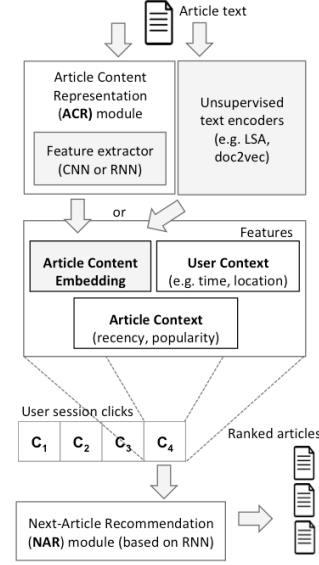 Article text
Article Content
Representation
(ACR) module
Feature extractor
(CNN or RNN)
Unsupervised
text encoders
(e.g. LSA,
doc2vec)
or
Features
Article Content
Embedding
User Context
(e.g. time, location)
Article Context
(recency, popularity)
User session clicks
C1 C2 C3 C4
Ranked articles
Next-Article Recommendation
(NAR) module (based on RNN)